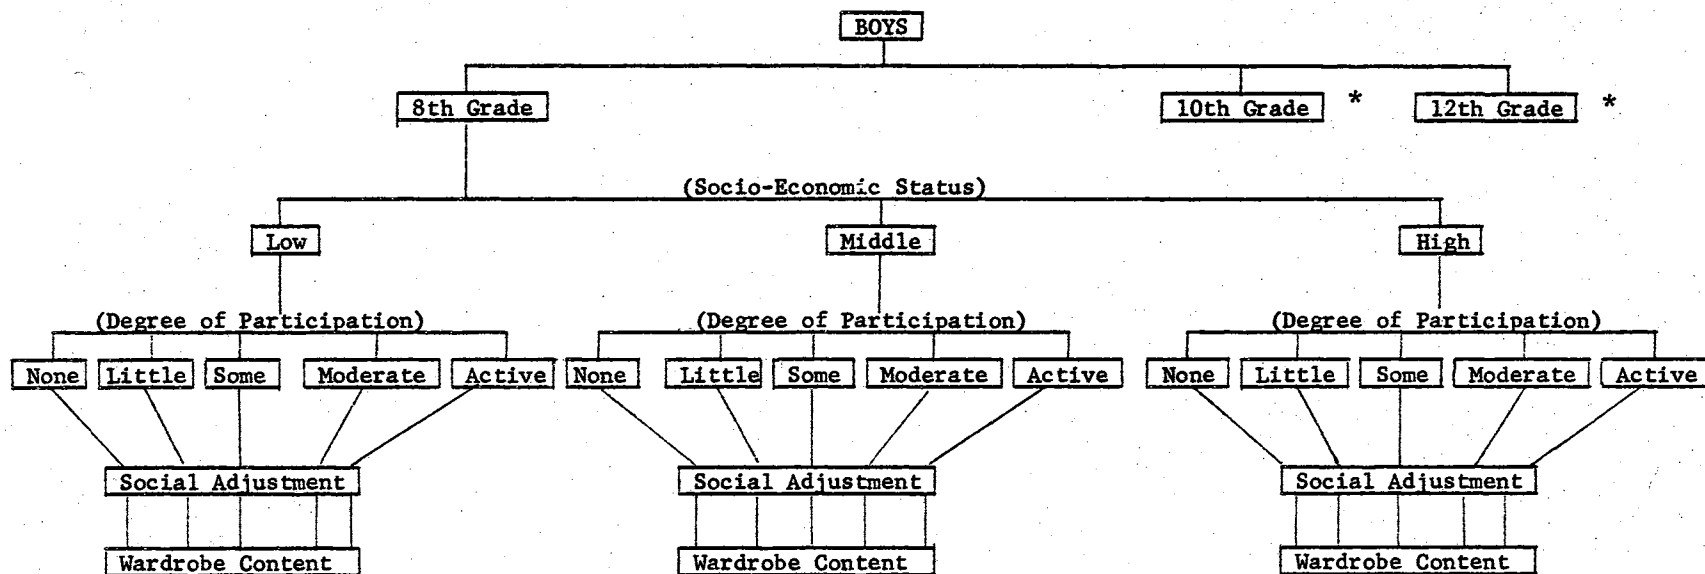 BOYS
8th Grade 10th Grade * 12th Grade *
(Socio-Economic Status)
Low Middle High
(Degree of Participation) (Degree of Participation) (Degree of Participation)
None Little Some Moderate Active None Little Some Moderate Active None Little Some Moderate Active
Social Adjustment Social Adjustment Social Adjustment
Wardrobe Content Wardrobe Content Wardrobe Content